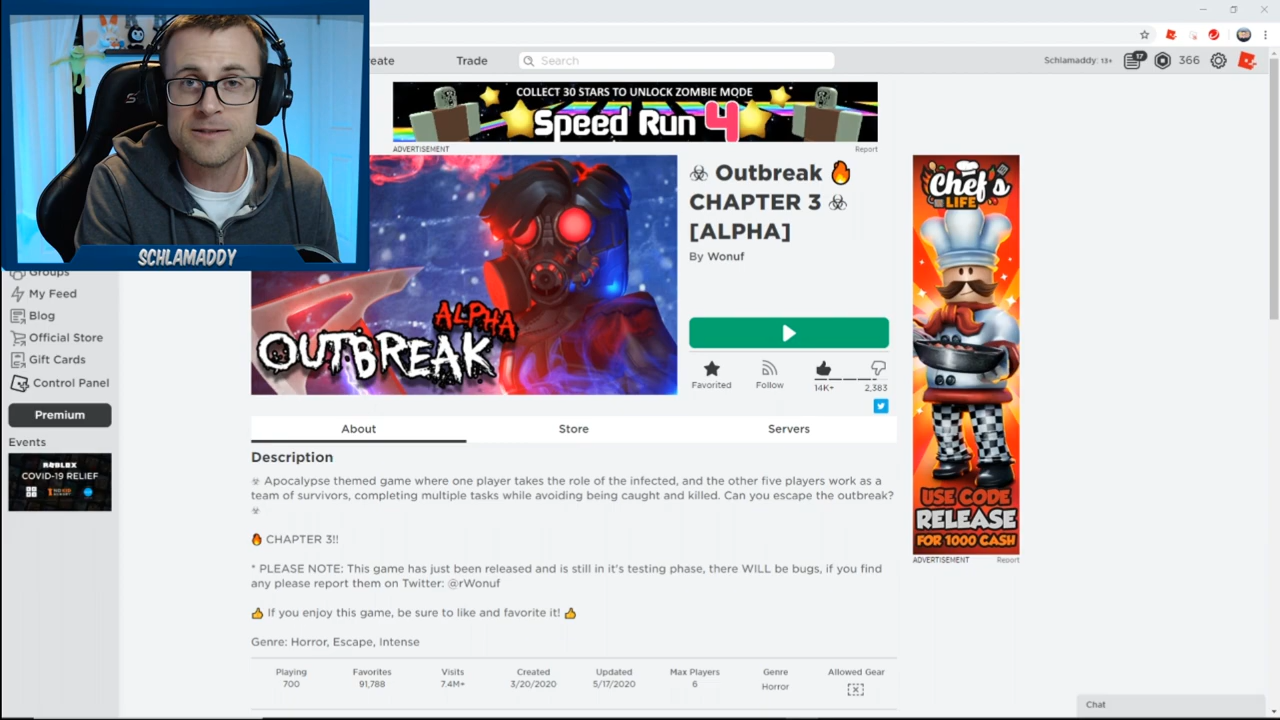 SCHLAMADDY
eate
Trade
Search
Schlamaddy: 13+
17
366
COLLECT 30 STARS TO UNLOCK ZOMBIE MODE
Speed Run 4
ADVERTISEMENT
Report
ALPHA
OUTBREAK
☣ Outbreak 🔥
CHAPTER 3 ☣
[ALPHA]
By Wonuf
Favorited
Follow
14K+
2,383
Groups
My Feed
Blog
Official Store
Gift Cards
Control Panel
Premium
Events
ROBLOX
COVID-19 RELIEF
About
Store
Servers
Description
☣ Apocalypse themed game where one player takes the role of the infected, and the other five players work as a
team of survivors, completing multiple tasks while avoiding being caught and killed. Can you escape the outbreak?
☣
🔥 CHAPTER 3!!
* PLEASE NOTE: This game has just been released and is still in it's testing phase, there WILL be bugs, if you find
any please report them on Twitter: @rWonuf
👍 If you enjoy this game, be sure to like and favorite it! 👍
Genre: Horror, Escape, Intense
Playing
700
Favorites
91,788
Visits
7.4M+
Created
3/20/2020
Updated
5/17/2020
Max Players
6
Genre
Horror
Allowed Gear
Chef's
LIFE
USE CODE
RELEASE
FOR 1000 CASH
ADVERTISEMENT
Report
Chat